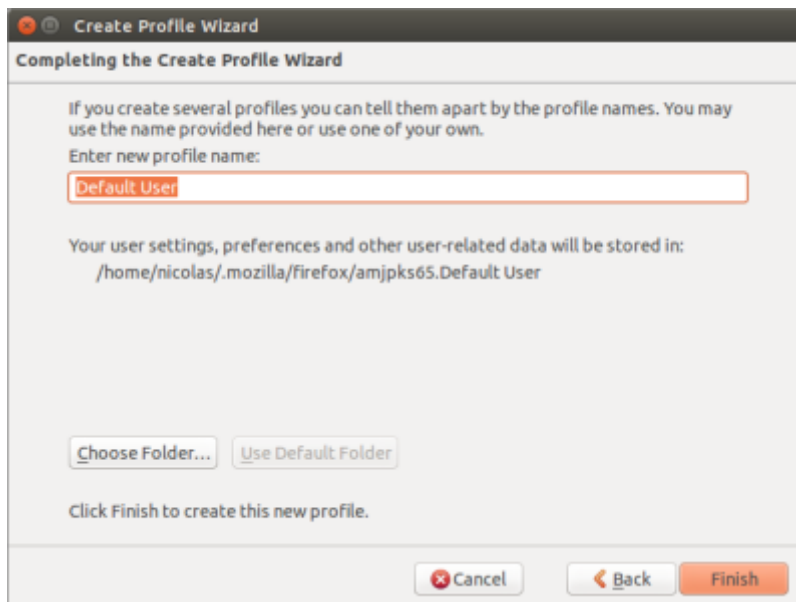 Create Profile Wizard
Completing the Create Profile Wizard
If you create several profiles you can tell them apart by the profile names. You may
use the name provided here or use one of your own.
Enter new profile name:
Default User
Your user settings, preferences and other user-related data will be stored in:
/home/nicolas/.mozilla/firefox/amjpks65.Default User
Choose Folder...
Use Default Folder
Click Finish to create this new profile.
Cancel
Back
Finish